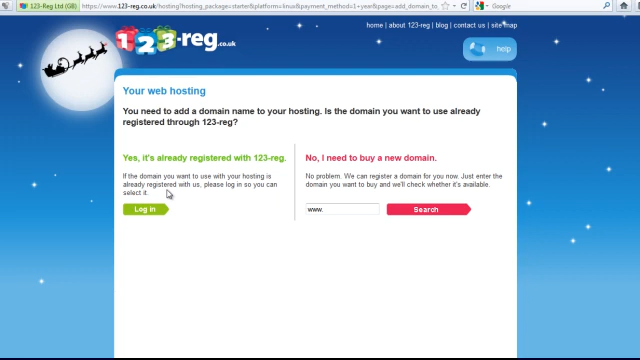 123-Reg Ltd (GB) https://www.123-reg.co.uk/hosting?hosting_package=starter&platform=linux&payment_method=1+year&page=add_domain_to Google
123-reg.co.uk
home | about 123-reg | blog | contact us | site map
help
Your web hosting
You need to add a domain name to your hosting. Is the domain you want to use already
registered through 123-reg?
Yes, it's already registered with 123-reg.
If the domain you want to use with your hosting is
already registered with us, please log in so you can
select it.
Log in
No, I need to buy a new domain.
No problem. We can register a domain for you now. Just enter the
domain you want to buy and we'll check whether it's available.
www.
Search